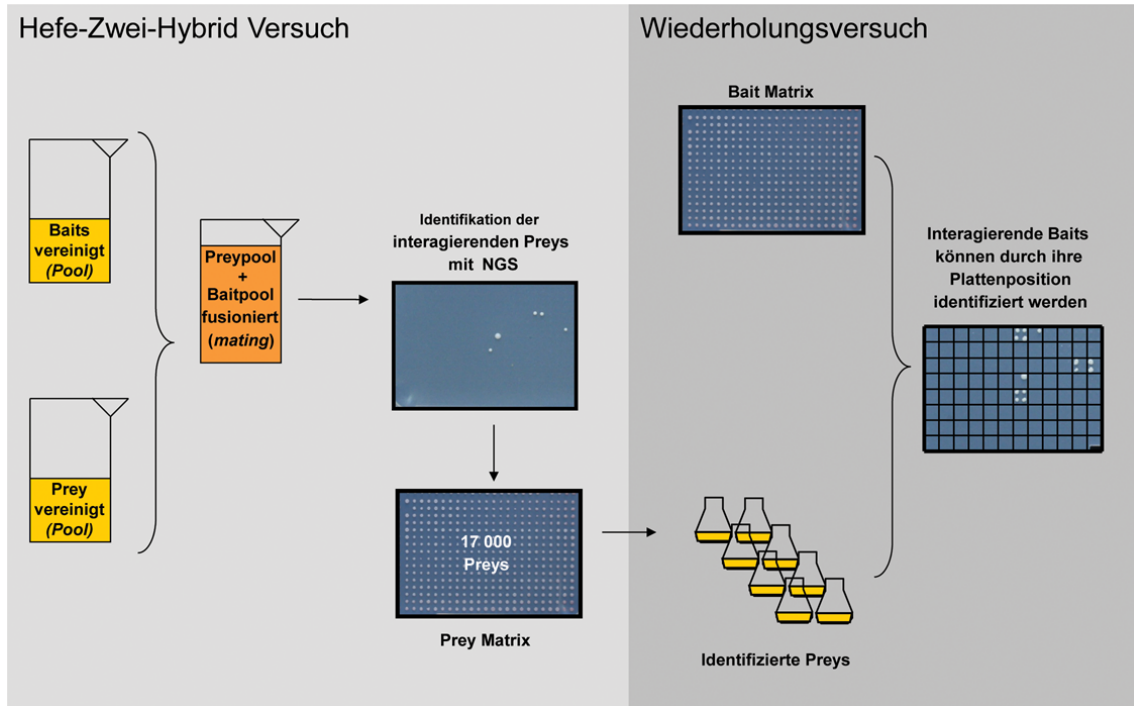 Hefe-Zwei-Hybrid Versuch
Baits
vereinigt
(Pool)
Prey
vereinigt
(Pool)
Preypool
+
Baitpool
fusioniert
(mating)
Identifikation der
interagierenden Preys
mit NGS
17 000
Preys
Prey Matrix
Wiederholungsversuch
Bait Matrix
Identifizierte Preys
Interagierende Baits
können durch ihre
Plattenposition
identifiziert werden